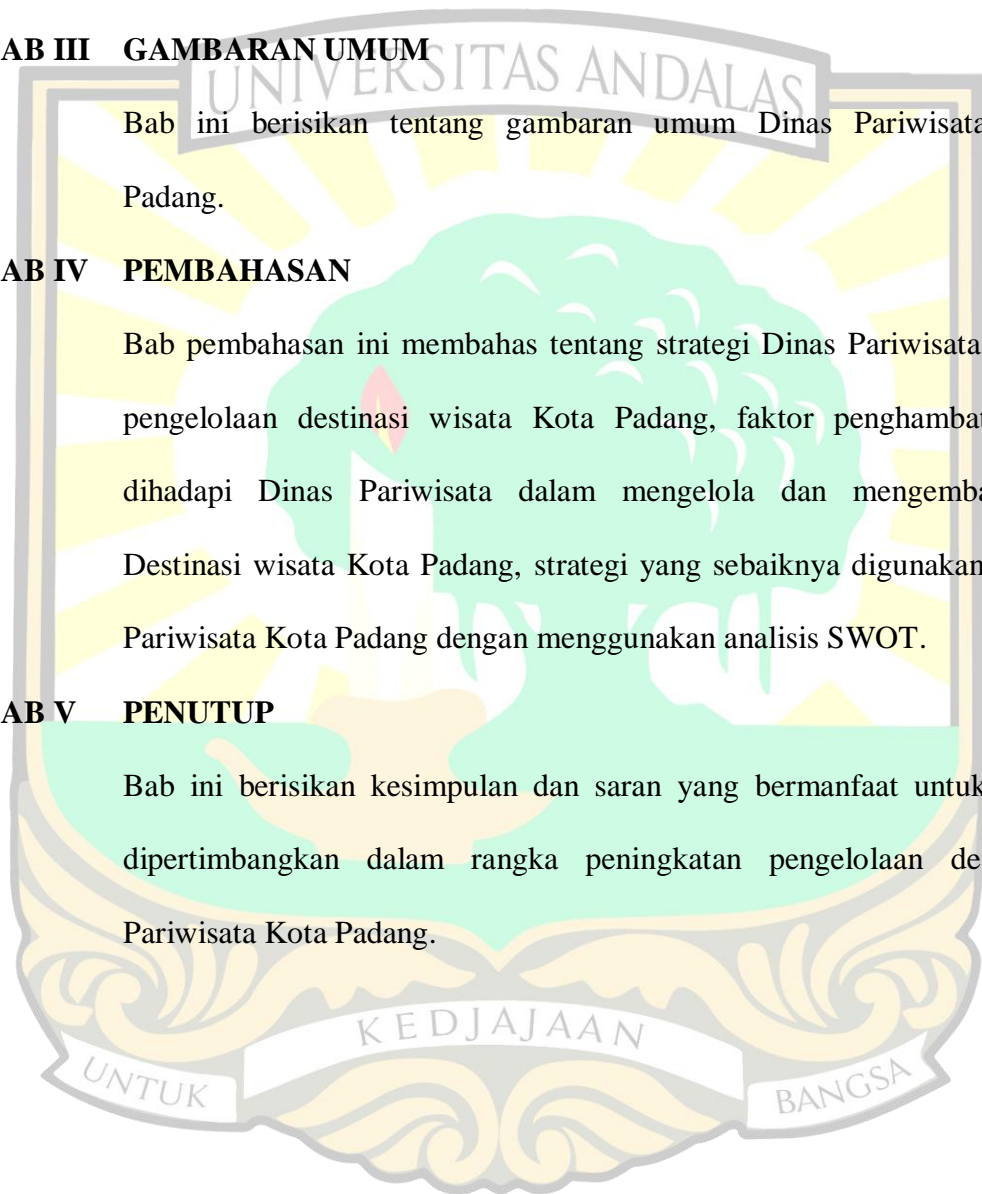 AB III GAMBARAN UMUM
UNIVERSITAS ANDALAS
Bab ini berisikan tentang gambaran umum Dinas Pariwisata
Padang.
AB IV PEMBAHASAN
Bab pembahasan ini membahas tentang strategi Dinas Pariwisata
pengelolaan destinasi wisata Kota Padang, faktor penghambat
dihadapi Dinas Pariwisata dalam mengelola dan mengemba
Destinasi wisata Kota Padang, strategi yang sebaiknya digunakan
Pariwisata Kota Padang dengan menggunakan analisis SWOT.
AB V PENUTUP
Bab ini berisikan kesimpulan dan saran yang bermanfaat untuk
dipertimbangkan dalam rangka peningkatan pengelolaan de
Pariwisata Kota Padang.
UNTUK KEDJAJAAN BANGSA